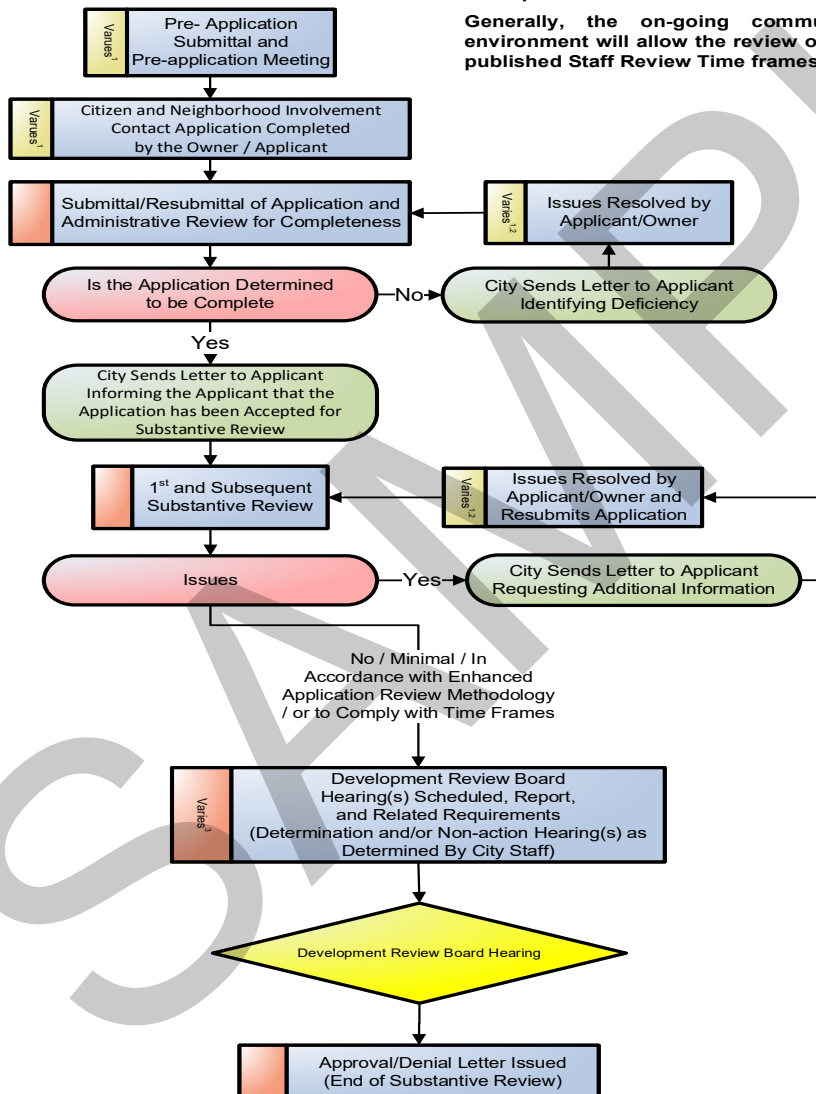 Generally, the on-going commu
environment will allow the review o
published Staff Review Time frames
Varues1
Pre- Application
Submittal and
Pre-application Meeting
Varues1
Citizen and Neighborhood Involvement
Contact Application Completed
by the Owner / Applicant
Submittal/Resubmittal of Application and
Administrative Review for Completeness
Varies1,2
Issues Resolved by
Applicant/Owner
Is the Application Determined
to be Complete
No
City Sends Letter to Applicant
Identifying Deficiency
Yes
City Sends Letter to Applicant
Informing the Applicant that the
Application has been Accepted for
Substantive Review
1st and Subsequent
Substantive Review
Varies1,2
Issues Resolved by
Applicant/Owner and
Resubmits Application
Issues
Yes
City Sends Letter to Applicant
Requesting Additional Information
No / Minimal / In
Accordance with Enhanced
Application Review Methodology
/ or to Comply with Time Frames
Varies3
Development Review Board
Hearing(s) Scheduled, Report,
and Related Requirements
(Determination and/or Non-action Hearing(s) as
Determined By City Staff)
Development Review Board Hearing
Approval/Denial Letter Issued
(End of Substantive Review)
SAMPL